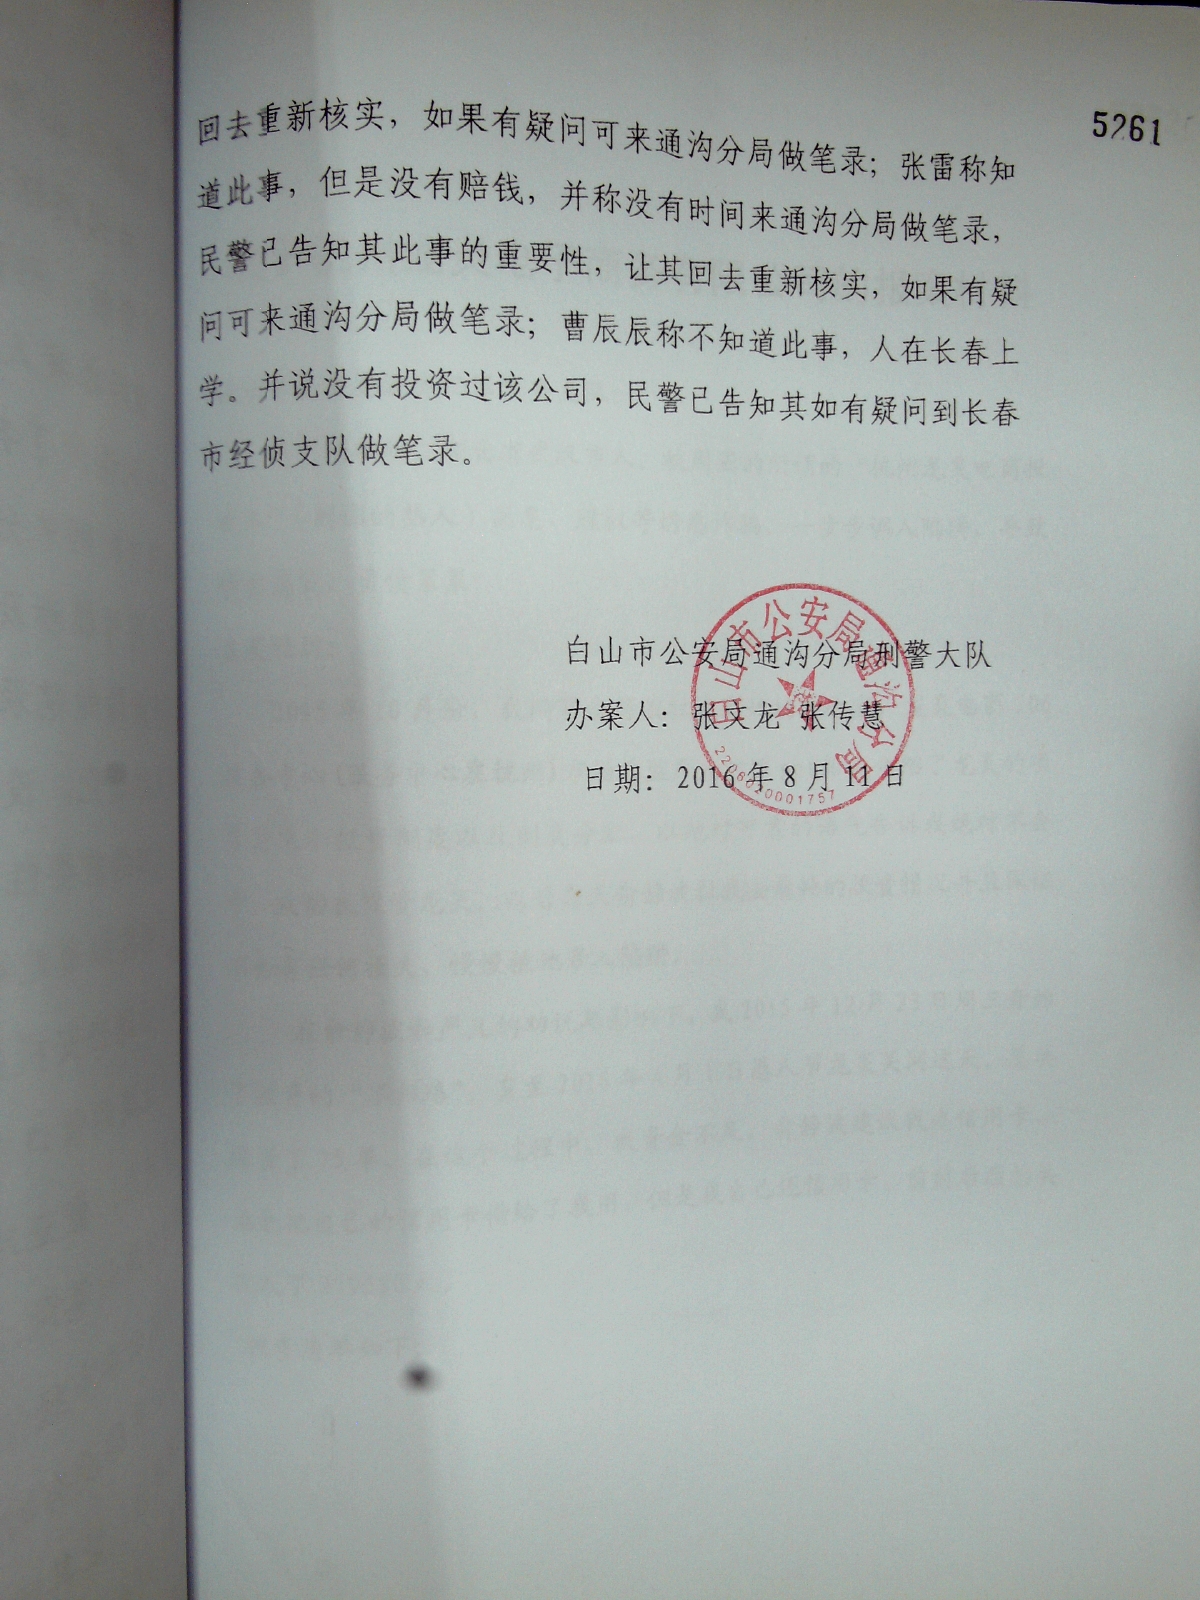 5261
回去重新核实，如果有疑问可来通沟分局做笔录；张雷称知
道此事，但是没有赔钱，并称没有时间来通沟分局做笔录，
民警已告知其此事的重要性，让其回去重新核实，如果有疑
问可来通沟分局做笔录；曹辰辰称不知道此事，人在长春上
学。并说没有投资过该公司，民警已告知其如有疑问到长春
市经侦支队做笔录。
白山市公安局通沟分局刑警大队
办案人：张文龙 张传慧
日期：2016年8月11日
白山市公安局通沟分局
2206020001757